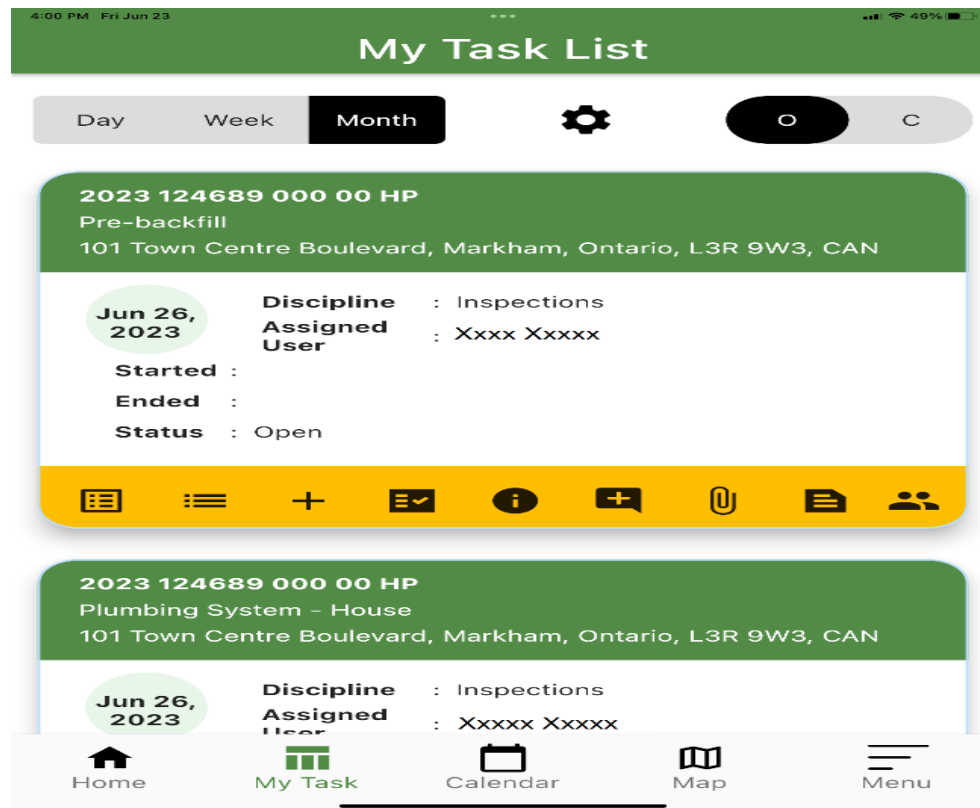 4:00 PM Fri Jun 23
49%
My Task List
Day Week Month
O C
2023 124689 000 00 HP
Pre-backfill
101 Town Centre Boulevard, Markham, Ontario, L3R 9W3, CAN
Jun 26,
2023
Discipline : Inspections
Assigned
User : Xxxx Xxxxx
Started :
Ended :
Status : Open
2023 124689 000 00 HP
Plumbing System - House
101 Town Centre Boulevard, Markham, Ontario, L3R 9W3, CAN
Jun 26,
2023
Discipline : Inspections
Assigned
User : Xxxxx Xxxxx
Home My Task Calendar Map Menu